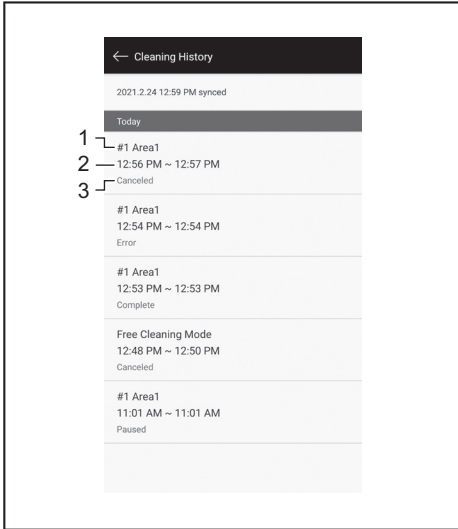 Cleaning History
2021.2.24 12:59 PM synced
Today
1
#1 Area1
2
12:56 PM ~ 12:57 PM
3
Canceled
#1 Area1
12:54 PM ~ 12:54 PM
Error
#1 Area1
12:53 PM ~ 12:53 PM
Complete
Free Cleaning Mode
12:48 PM ~ 12:50 PM
Canceled
#1 Area1
11:01 AM ~ 11:01 AM
Paused